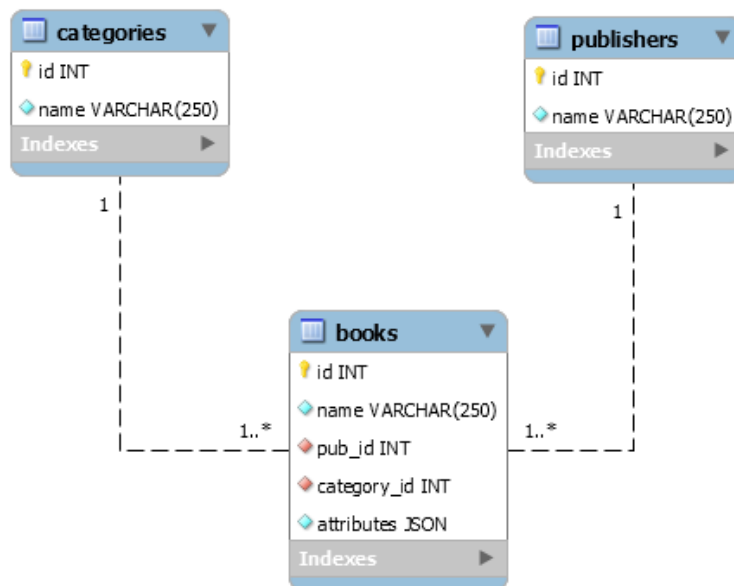 categories
id INT
name VARCHAR(250)
Indexes
publishers
id INT
name VARCHAR(250)
Indexes
1
1
books
id INT
name VARCHAR(250)
pub_id INT
category_id INT
attributes JSON
Indexes
1..*
1..*